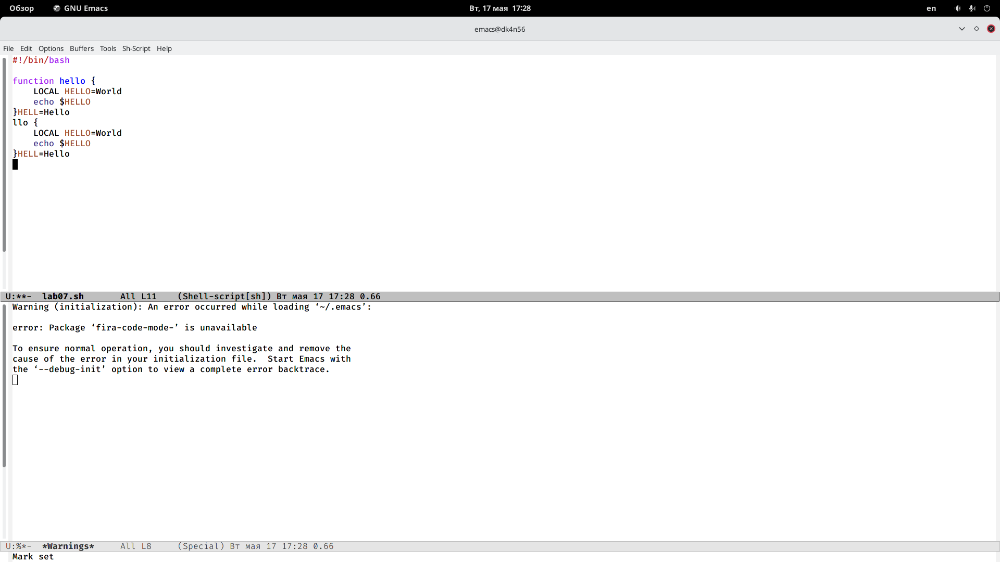 Обзор GNU Emacs Вт, 17 мая 17:28 en
emacs@dk4n56
File Edit Options Buffers Tools Sh-Script Help
#!/bin/bash
function hello {
    LOCAL HELLO=World
    echo $HELLO
}HELL=Hello
llo {
    LOCAL HELLO=World
    echo $HELLO
}HELL=Hello
U:**-  lab07.sh       All L11    (Shell-script[sh]) Вт мая 17 17:28 0.66
Warning (initialization): An error occurred while loading ‘~/.emacs’:
error: Package ‘fira-code-mode-’ is unavailable
To ensure normal operation, you should investigate and remove the
cause of the error in your initialization file.  Start Emacs with
the ‘--debug-init’ option to view a complete error backtrace.
U:%*-  *Warnings*     All L8     (Special) Вт мая 17 17:28 0.66
Mark set